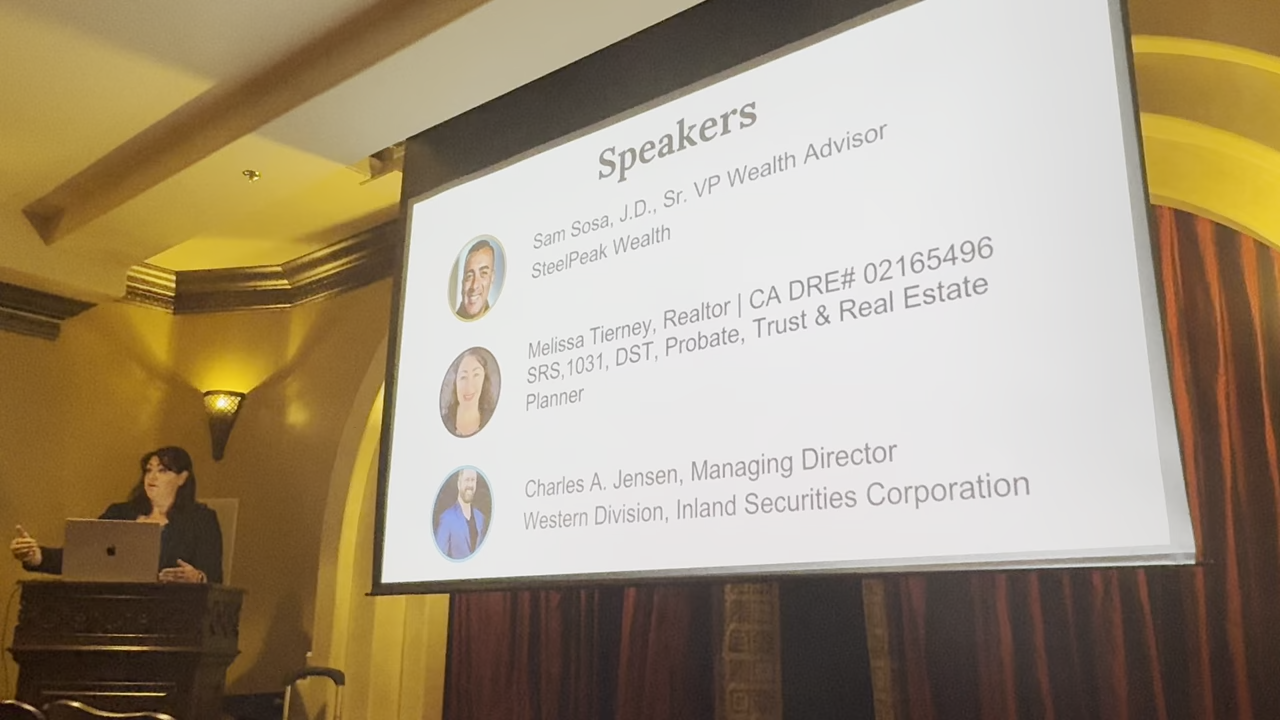 Speakers
Sam Sosa, J.D., Sr. VP Wealth Advisor
SteelPeak Wealth
Melissa Tierney, Realtor | CA DRE# 02165496
SRS,1031, DST, Probate, Trust & Real Estate
Planner
Charles A. Jensen, Managing Director
Western Division, Inland Securities Corporation